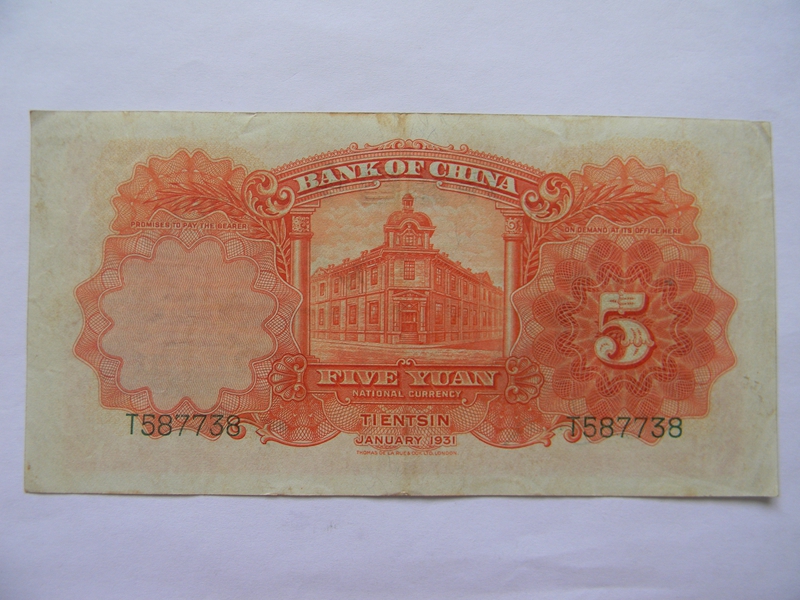 BANK OF CHINA
PROMISES TO PAY THE BEARER
ON DEMAND AT ITS OFFICE HERE
5
FIVE YUAN
NATIONAL CURRENCY
TIENTSIN
T587738
T587738
JANUARY 1931
THOMAS DE LA RUE & COY. LTD. LONDON.